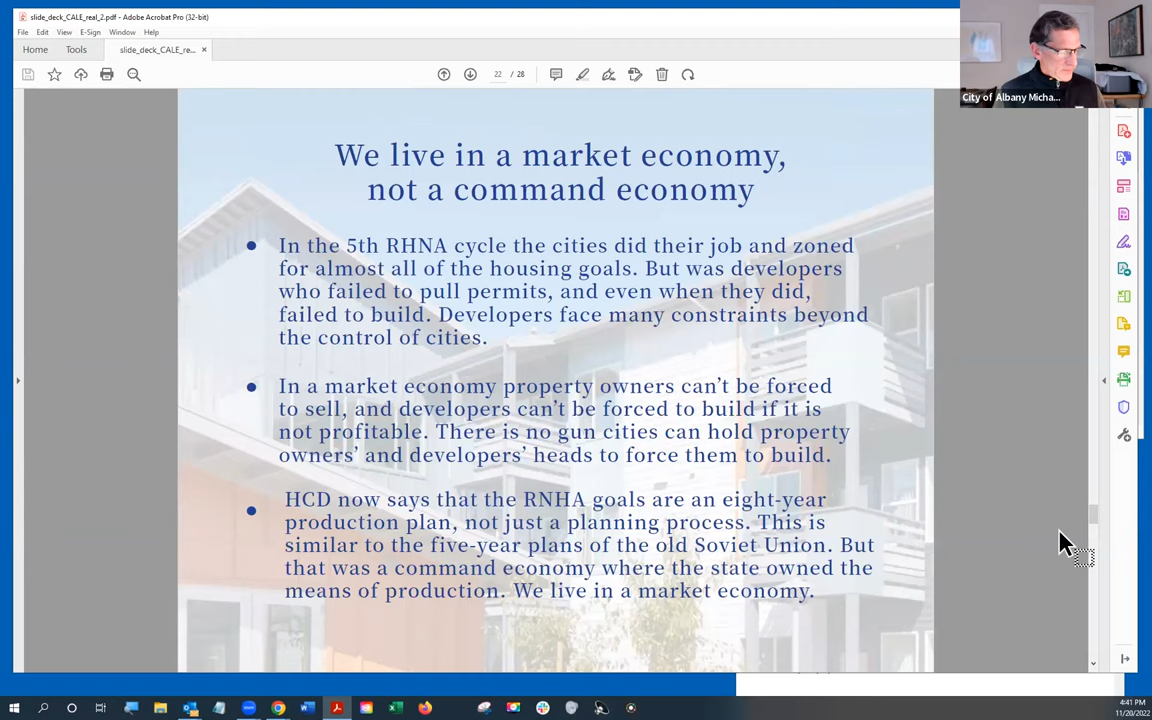 slide_deck_CALE_real_2.pdf - Adobe Acrobat Pro (32-bit)
File Edit View E-Sign Window Help
Home Tools slide_deck_CALE_re... ×
22 / 28
City of Albany Micha...
We live in a market economy,
not a command economy
● In the 5th RHNA cycle the cities did their job and zoned
for almost all of the housing goals. But was developers
who failed to pull permits, and even when they did,
failed to build. Developers face many constraints beyond
the control of cities.
● In a market economy property owners can’t be forced
to sell, and developers can’t be forced to build if it is
not profitable. There is no gun cities can hold property
owners’ and developers’ heads to force them to build.
● HCD now says that the RNHA goals are an eight-year
production plan, not just a planning process. This is
similar to the five-year plans of the old Soviet Union. But
that was a command economy where the state owned the
means of production. We live in a market economy.
4:41 PM
11/20/2022